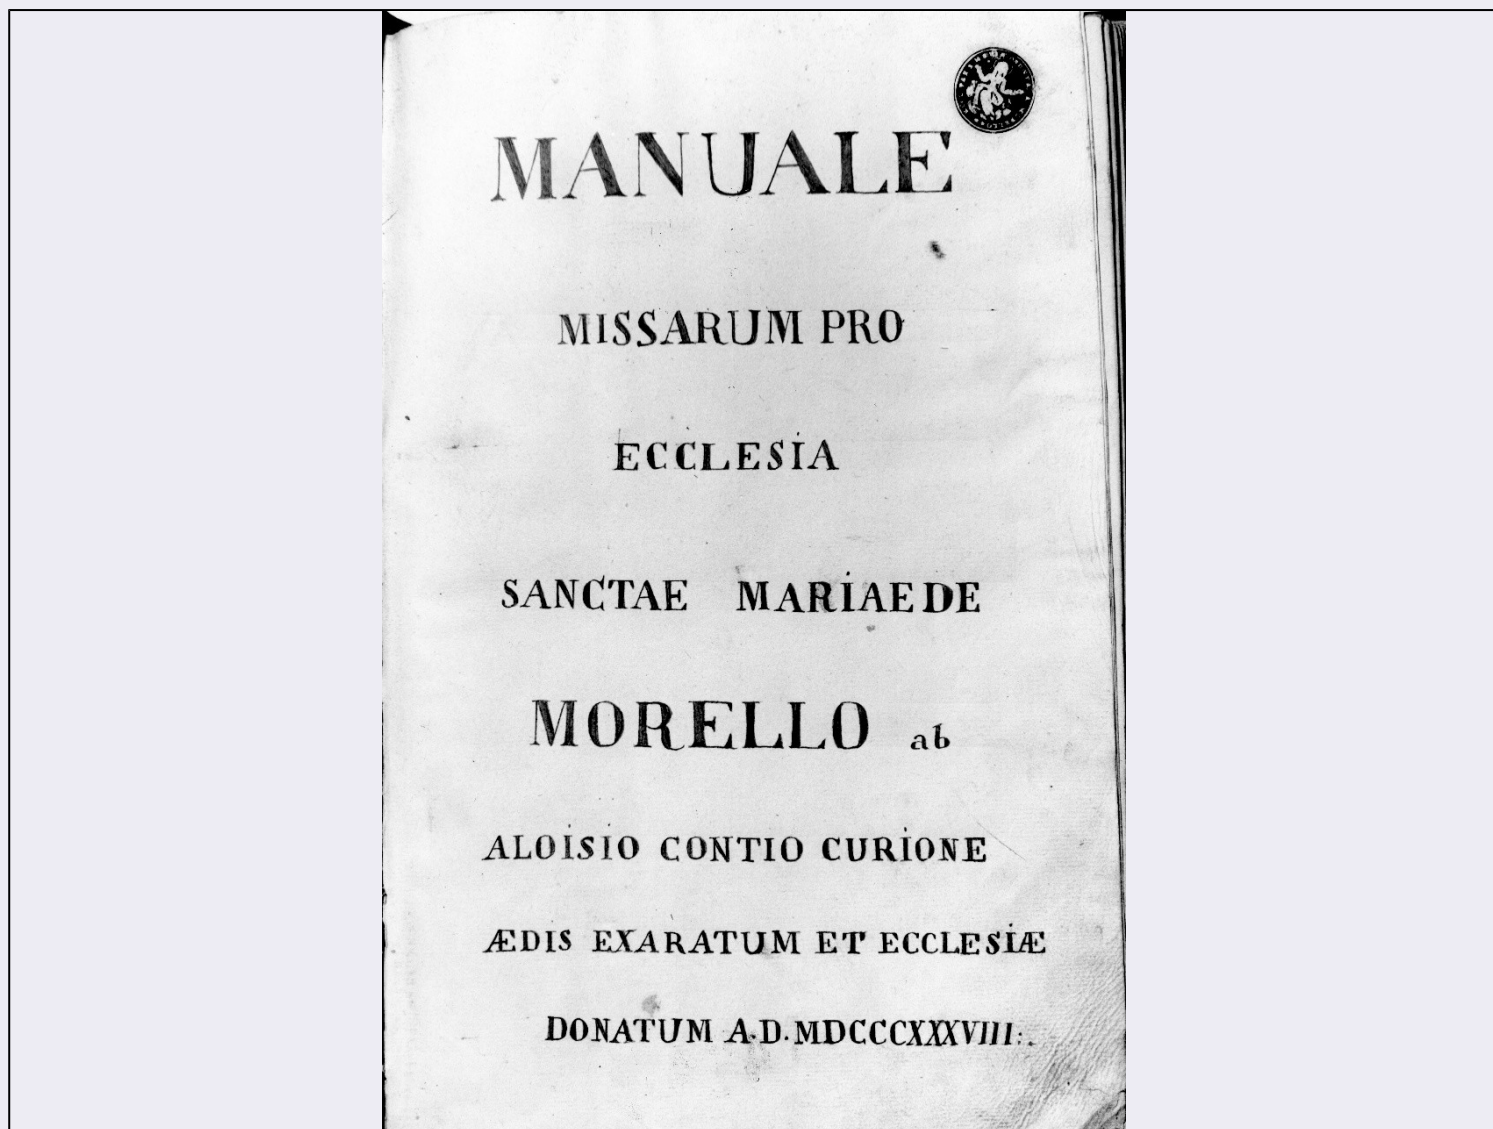 MANUALE
MISSARUM PRO
ECCLESIA
SANCTAE MARIAE DE
MORELLO ab
ALOISIO CONTIO CURIONE
ÆDIS EXARATUM ET ECCLESIÆ
DONATUM A.D. MDCCCXXXVIII:.